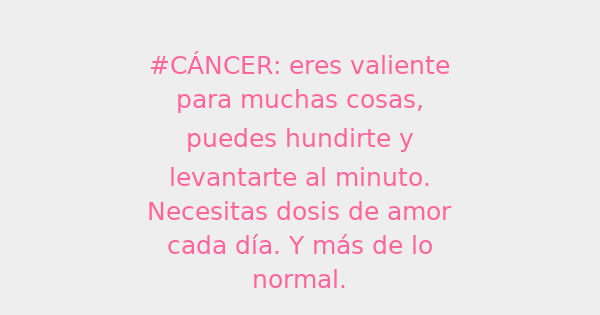 #CÁNCER: eres valiente
para muchas cosas,
puedes hundirte y
levantarte al minuto.
Necesitas dosis de amor
cada día. Y más de lo
normal.